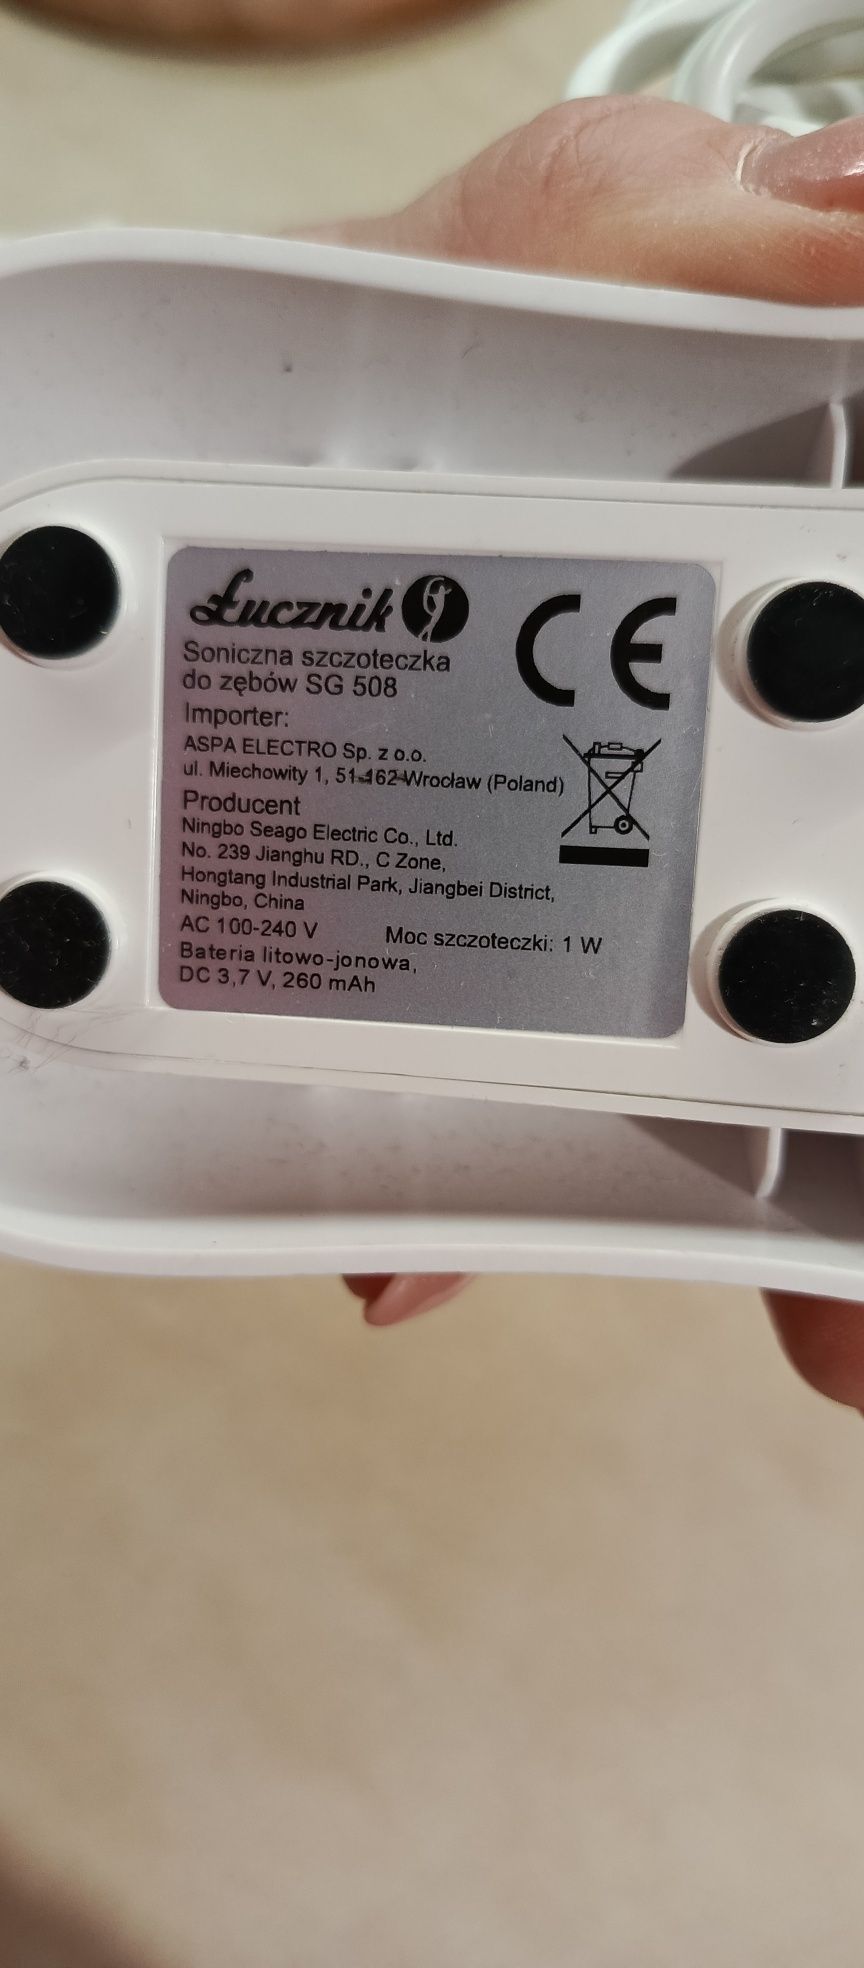 Łucznik
CE
Soniczna szczoteczka
do zębów SG 508
Importer:
ASPA ELECTRO Sp. z o.o.
ul. Miechowity 1, 51-162 Wrocław (Poland)
Producent
Ningbo Seago Electric Co., Ltd.
No. 239 Jianghu RD., C Zone,
Hongtang Industrial Park, Jiangbei District,
Ningbo, China
AC 100-240 V
Moc szczoteczki: 1 W
Bateria litowo-jonowa,
DC 3,7 V, 260 mAh